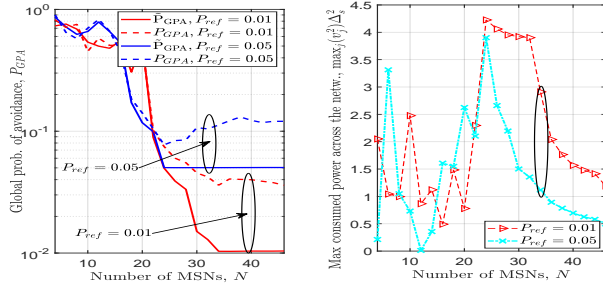 Global prob. of avoidance, P_GPA
10^0
10^-1
10^-2
P̄_GPA, P_ref = 0.01
P_GPA, P_ref = 0.01
P̄_GPA, P_ref = 0.05
P_GPA, P_ref = 0.05
P_ref = 0.05
P_ref = 0.01
10 20 30 40
Number of MSNs, N
Max consumed power across the netw., max_j(v_j^2)Δ_s^2
5
4.5
4
3.5
3
2.5
2
1.5
1
0.5
0
P_ref = 0.01
P_ref = 0.05
10 20 30 40
Number of MSNs, N